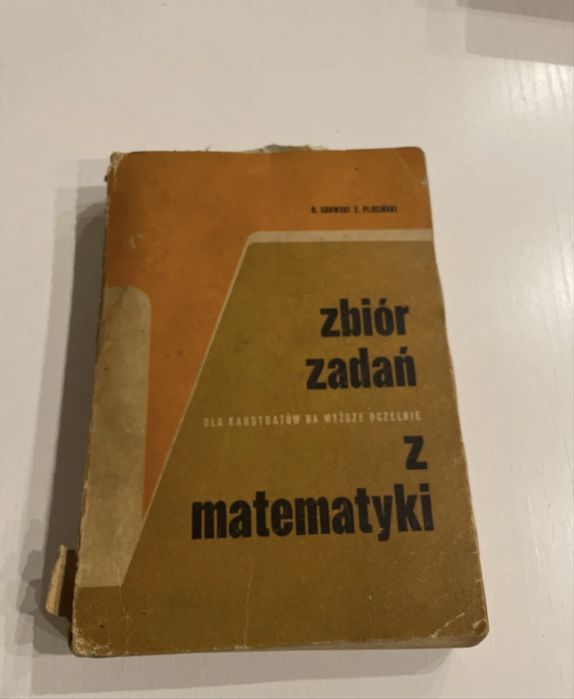 N. GDOWSKI E. PLUCIŃSKI
zbiór
zadań
DLA KANDYDATÓW NA WYŻSZE UCZELNIE
z
matematyki